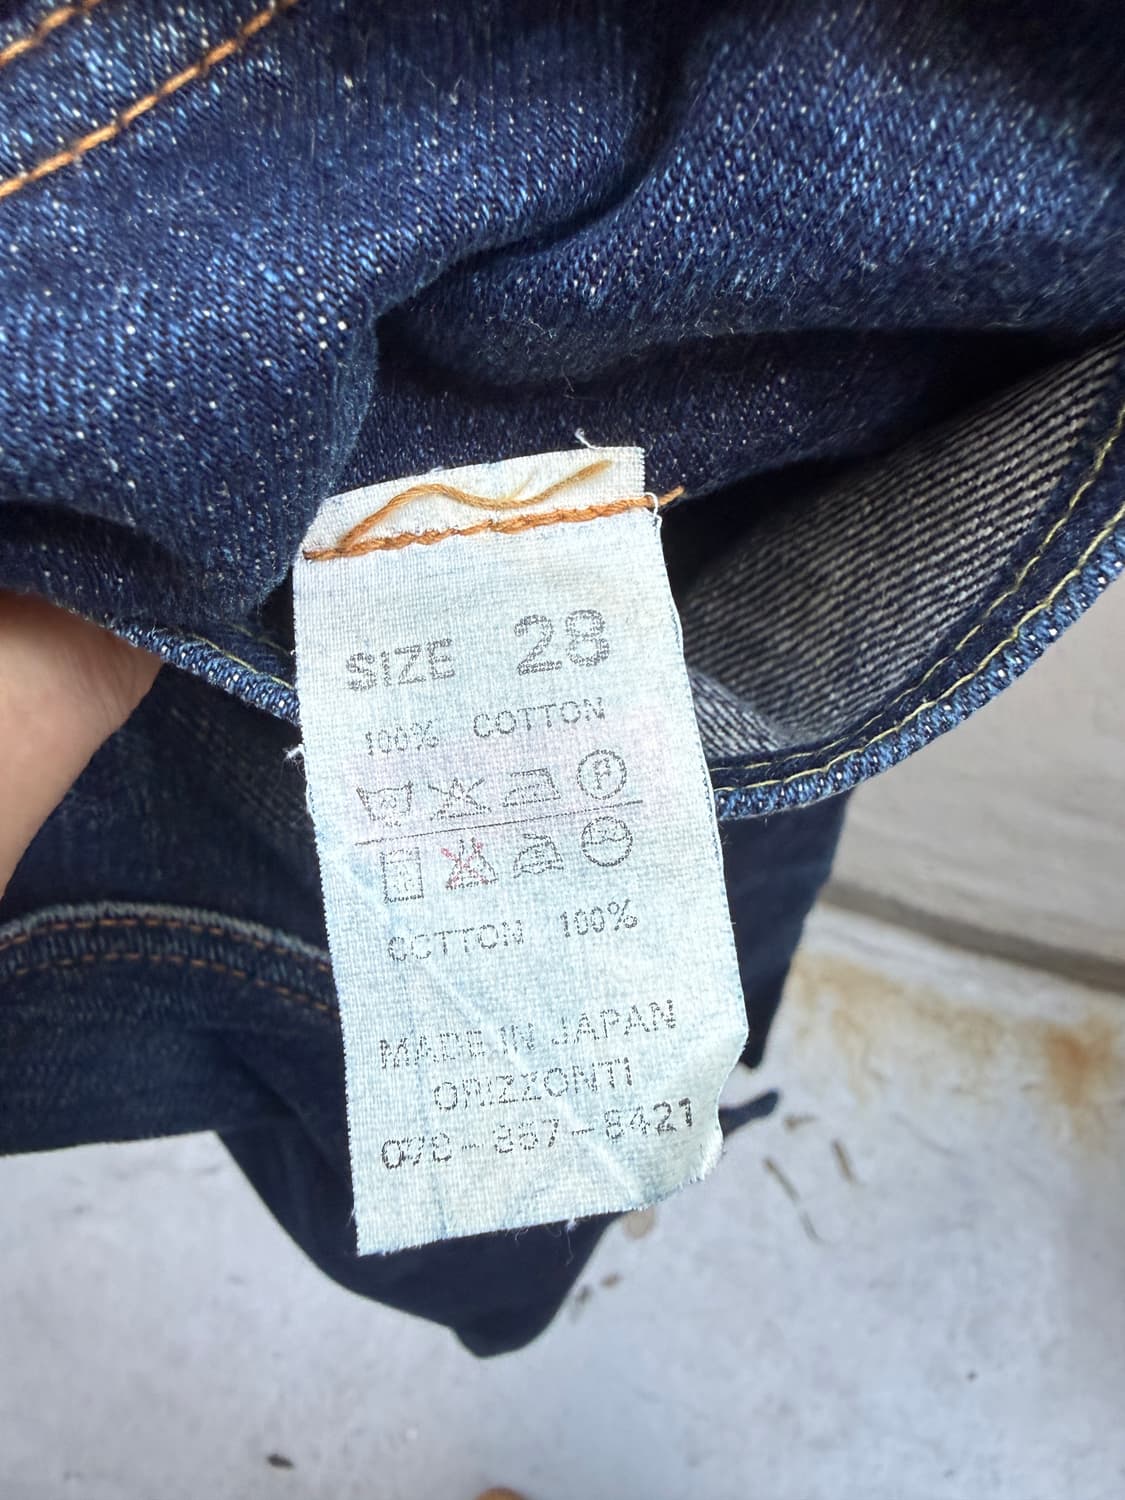 SIZE 28
100% COTTON
P
COTTON 100%
MADE IN JAPAN
ORIZZONTI
078-857-8421